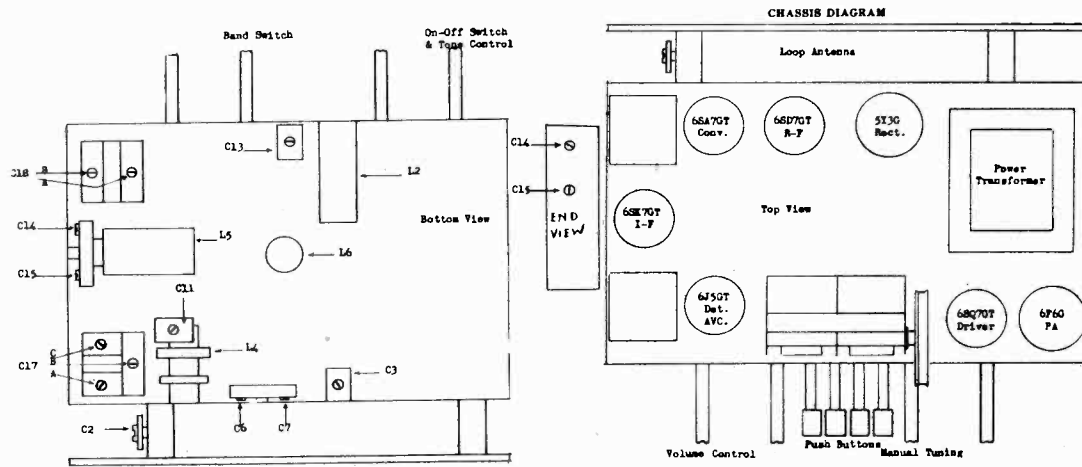 CHASSIS DIAGRAM
Band Switch
On-Off Switch
& Tone Control
Loop Antenna
C13
L2
C18
B
A
C14
C15
L5
L6
Bottom View
C11
L4
C3
C17
C
B
A
C2
C6
C7
C14
C15
END
VIEW
6SA7GT
Conv.
6SD7GT
R-F
5Y3G
Rect.
Power
Transformer
6SK7GT
I-F
Top View
6J5GT
Det.
AVC.
6SQ7GT
Driver
6F6G
PA
Push Buttons
Volume Control
Manual Tuning